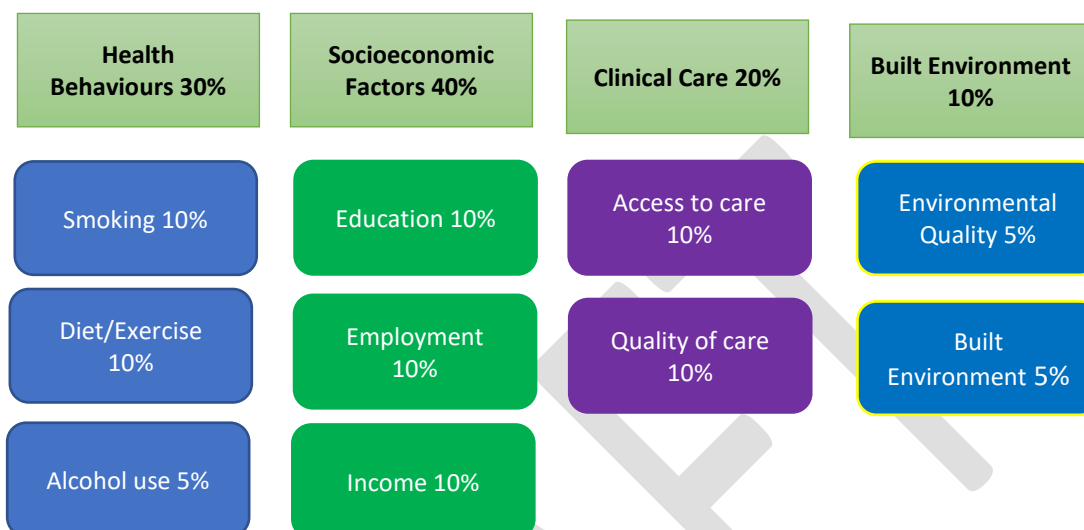 Health
Behaviours 30%
Socioeconomic
Factors 40%
Clinical Care 20%
Built Environment
10%
Smoking 10%
Education 10%
Access to care
10%
Environmental
Quality 5%
Diet/Exercise
10%
Employment
10%
Quality of care
10%
Built
Environment 5%
Alcohol use 5%
Income 10%